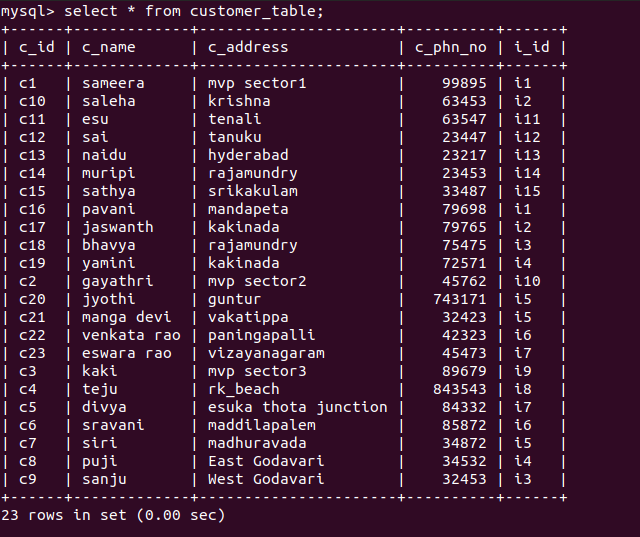 mysql> select * from customer_table;
+------+-------------+----------------------+----------+------+
| c_id | c_name      | c_address            | c_phn_no | i_id |
+------+-------------+----------------------+----------+------+
| c1   | sameera     | mvp sector1          |    99895 | i1   |
| c10  | saleha      | krishna              |    63453 | i2   |
| c11  | esu         | tenali               |    63547 | i11  |
| c12  | sai         | tanuku               |    23447 | i12  |
| c13  | naidu       | hyderabad            |    23217 | i13  |
| c14  | muripi      | rajamundry           |    23453 | i14  |
| c15  | sathya      | srikakulam           |    33487 | i15  |
| c16  | pavani      | mandapeta            |    79698 | i1   |
| c17  | jaswanth    | kakinada             |    79765 | i2   |
| c18  | bhavya      | rajamundry           |    75475 | i3   |
| c19  | yamini      | kakinada             |    72571 | i4   |
| c2   | gayathri    | mvp sector2          |    45762 | i10  |
| c20  | jyothi      | guntur               |   743171 | i5   |
| c21  | manga devi  | vakatippa            |    32423 | i5   |
| c22  | venkata rao | paningapalli         |    42323 | i6   |
| c23  | eswara rao  | vizayanagaram        |    45473 | i7   |
| c3   | kaki        | mvp sector3          |    89679 | i9   |
| c4   | teju        | rk_beach             |   843543 | i8   |
| c5   | divya       | esuka thota junction |    84332 | i7   |
| c6   | sravani     | maddilapalem         |    85872 | i6   |
| c7   | siri        | madhuravada          |    34872 | i5   |
| c8   | puji        | East Godavari        |    34532 | i4   |
| c9   | sanju       | West Godavari        |    32453 | i3   |
+------+-------------+----------------------+----------+------+
23 rows in set (0.00 sec)